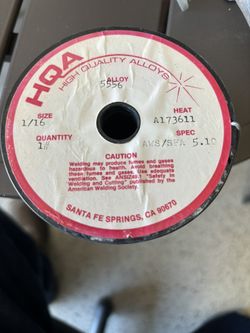 HQA
HIGH QUALITY ALLOYS
ALLOY
5556
SIZE
1/16
HEAT
A173611
QUANTITY
1#
SPEC
AWS/SFA 5.10
CAUTION
Welding may produce fumes and gases
hazardous to health. Avoid breathing
these fumes and gases. Use adequate
ventilation. See ANSIZ49.1 "Safety in
Welding and Cutting" published by the
American Welding Society.
SANTA FE SPRINGS, CA 90670